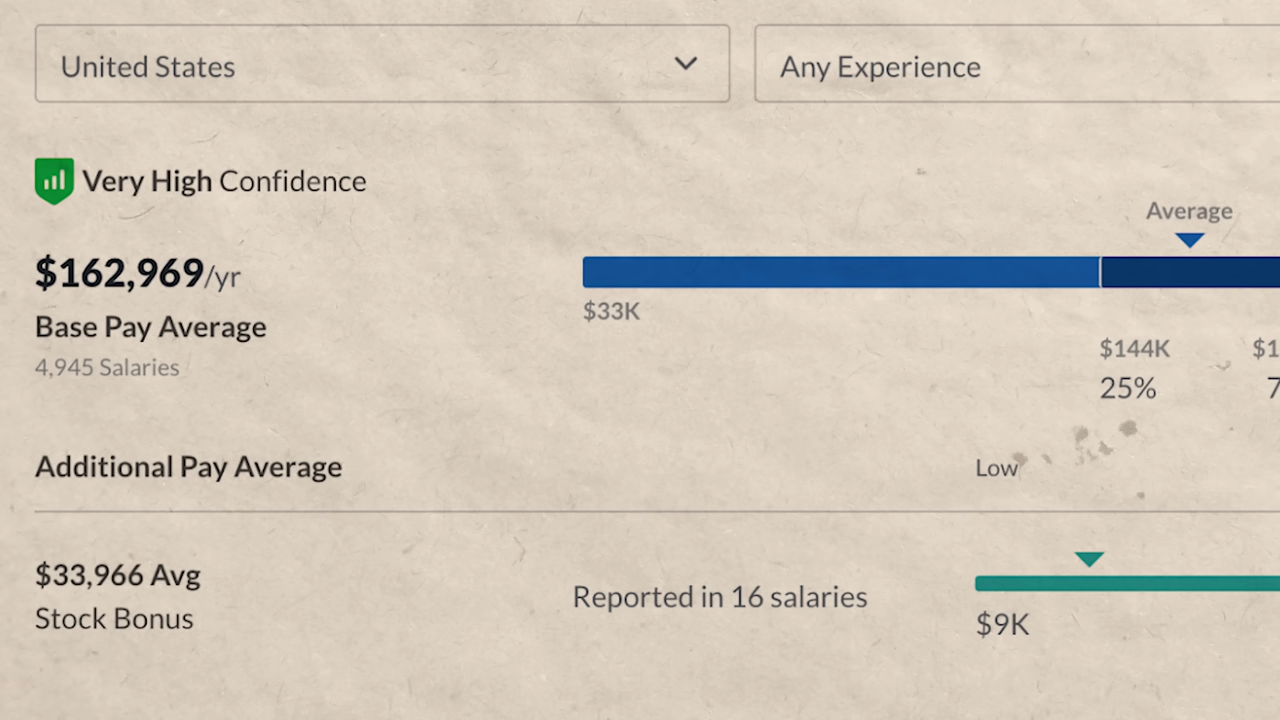 United States
Any Experience
Very High Confidence
Average
$162,969/yr
$33K
Base Pay Average
$144K
4,945 Salaries
25%
Additional Pay Average
Low
$33,966 Avg
Reported in 16 salaries
Stock Bonus
$9K